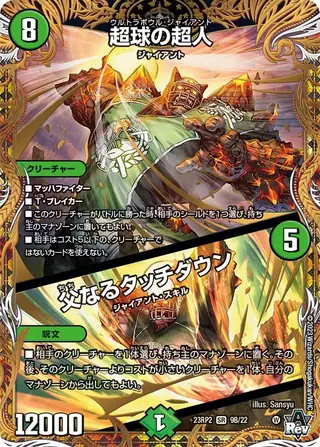 8
ウルトラボウル・ジャイアント
超球の超人
ジャイアント
クリーチャー
■マッハファイター
■T・ブレイカー
■このクリーチャーがバトルに勝った時、相手のシールドを1つ選び、持ち
主のマナゾーンに置いてもよい。
■相手はコスト5以下の、クリーチャーで
はないカードを使えない。
5
父なるタッチダウン
ジャイアント・スキル
呪文
■相手のクリーチャーを1体選び、持ち主のマナゾーンに置く。その
後、そのクリーチャーよりコストが小さいクリーチャーを1体、自分の
マナゾーンから出してもよい。
illus. Sansyu
12000
1
23RP2 SR 9B/22
Rev